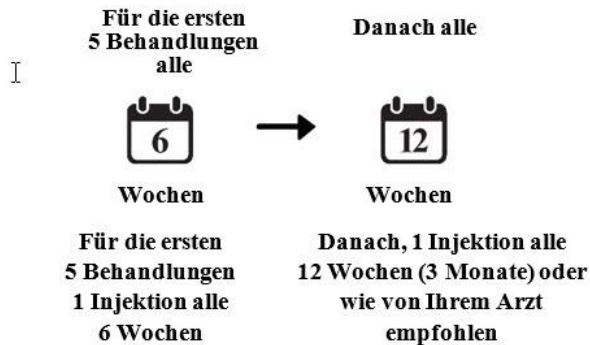 Für die ersten
5 Behandlungen
alle
6
Wochen
Für die ersten
5 Behandlungen
1 Injektion alle
6 Wochen
Danach alle
12
Wochen
Danach, 1 Injektion alle
12 Wochen (3 Monate) oder
wie von Ihrem Arzt
empfohlen